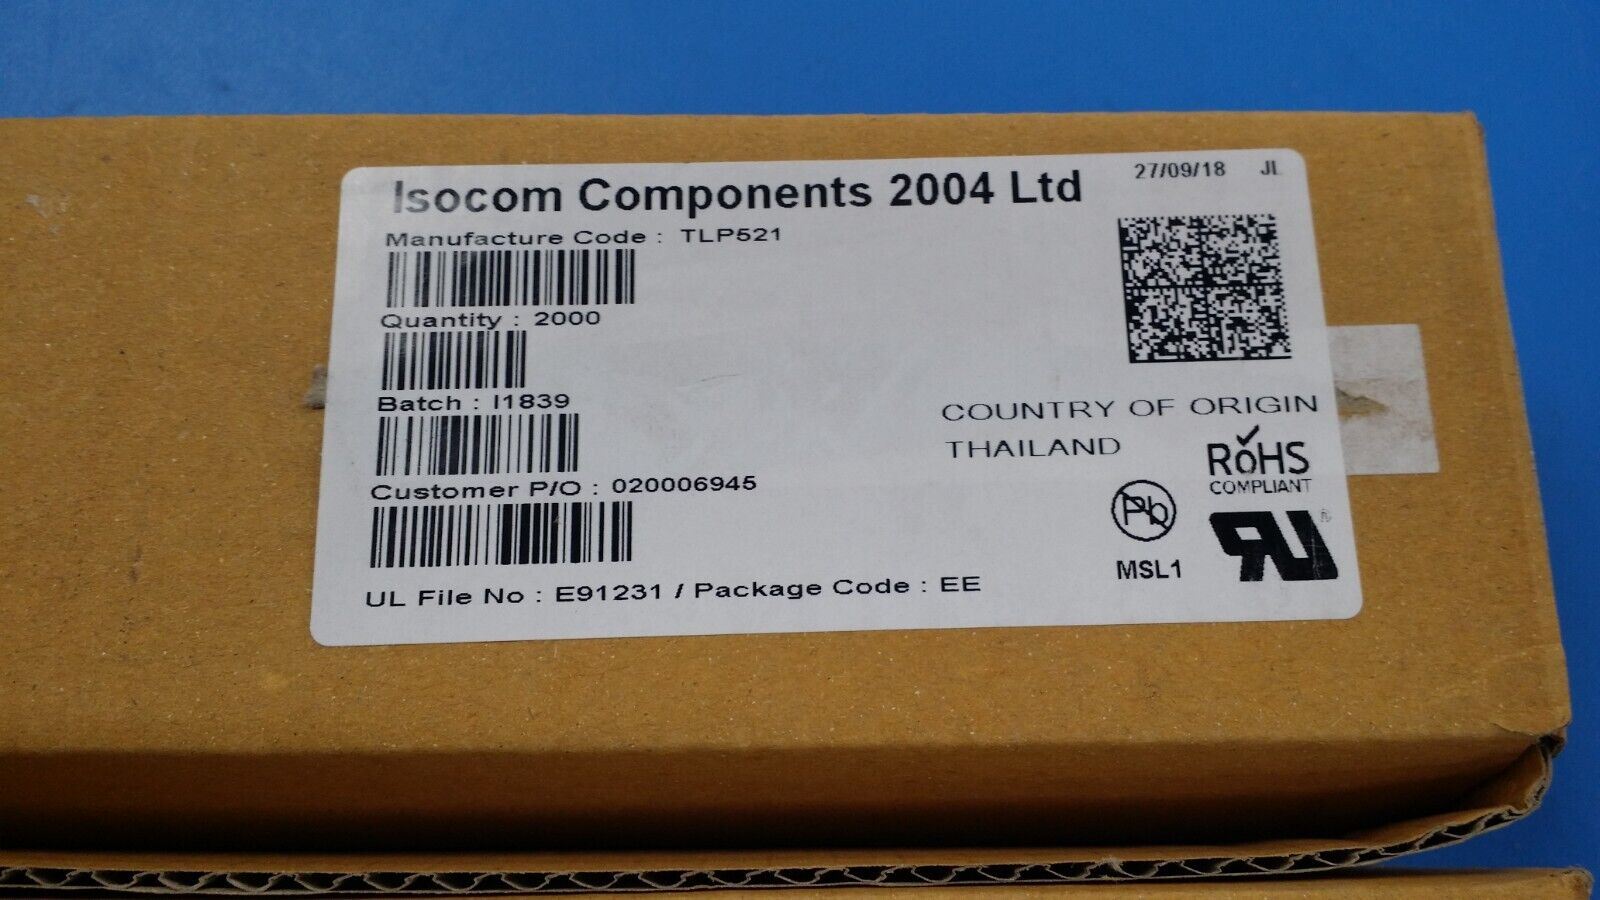 Isocom Components 2004 Ltd
27/09/18 JL
Manufacture Code : TLP521
Quantity : 2000
Batch : I1839
Customer P/O : 020006945
UL File No : E91231 / Package Code : EE
COUNTRY OF ORIGIN
THAILAND
RoHS
COMPLIANT
Pb
MSL1
RU ®